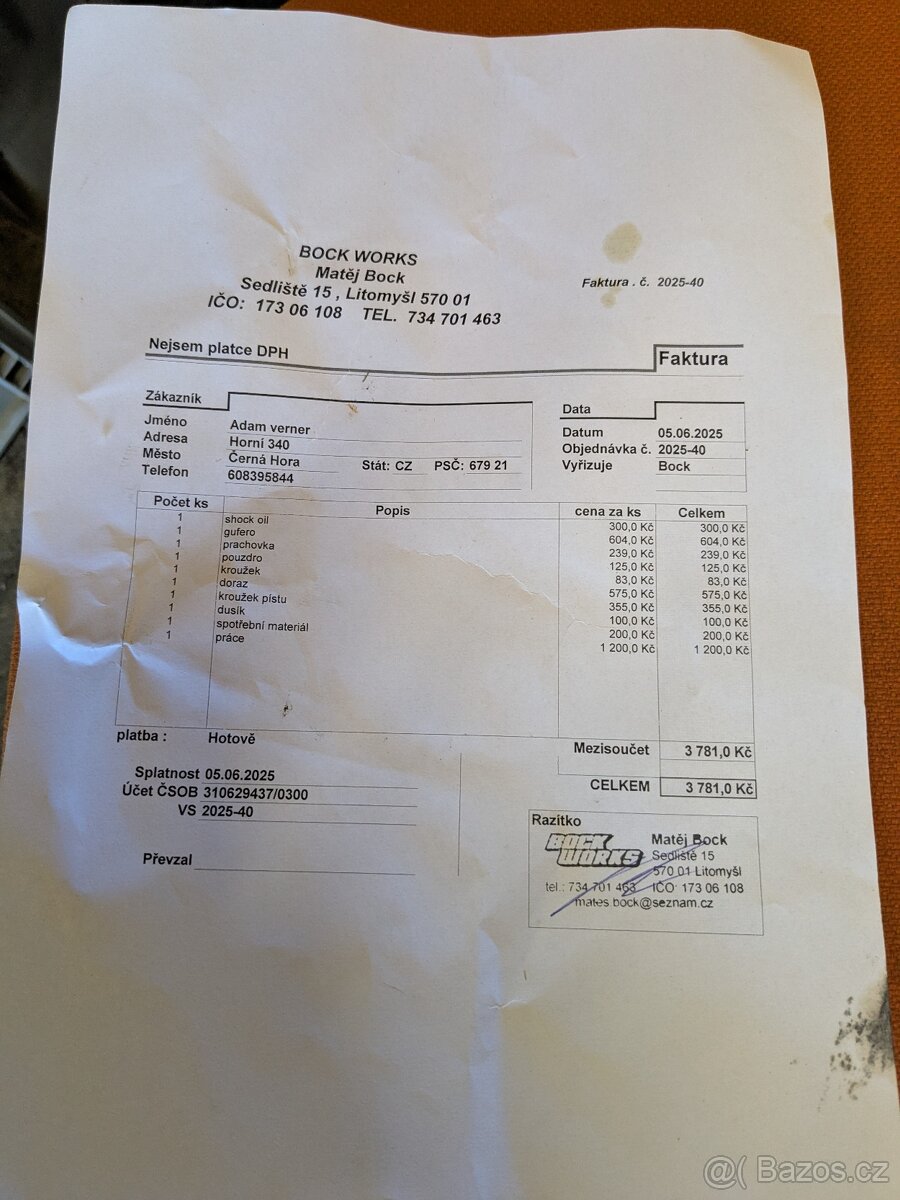 BOCK WORKS
Matěj Bock
Sedliště 15 , Litomyšl 570 01
IČO: 173 06 108 TEL. 734 701 463
Faktura . č. 2025-40
Nejsem platce DPH
Faktura
Zákazník
Jméno Adam verner
Adresa Horní 340
Město Černá Hora Stát: CZ PSČ: 679 21
Telefon 608395844
Data
Datum 05.06.2025
Objednávka č. 2025-40
Vyřizuje Bock
Počet ks Popis cena za ks Celkem
1 shock oil 300,0 Kč 300,0 Kč
1 gufero 604,0 Kč 604,0 Kč
1 prachovka 239,0 Kč 239,0 Kč
1 pouzdro 125,0 Kč 125,0 Kč
1 kroužek 83,0 Kč 83,0 Kč
1 doraz 575,0 Kč 575,0 Kč
1 kroužek pístu 355,0 Kč 355,0 Kč
1 dusík 100,0 Kč 100,0 Kč
1 spotřební materiál 200,0 Kč 200,0 Kč
1 práce 1 200,0 Kč 1 200,0 Kč
platba : Hotově
Mezisoučet 3 781,0 Kč
CELKEM 3 781,0 Kč
Splatnost 05.06.2025
Účet ČSOB 310629437/0300
VS 2025-40
Převzal
Razítko
BOCK WORKS
Matěj Bock
Sedliště 15
570 01 Litomyšl
tel.: 734 701 463 IČO 173 06 108
mates.bock@seznam.cz
@( Bazos.cz